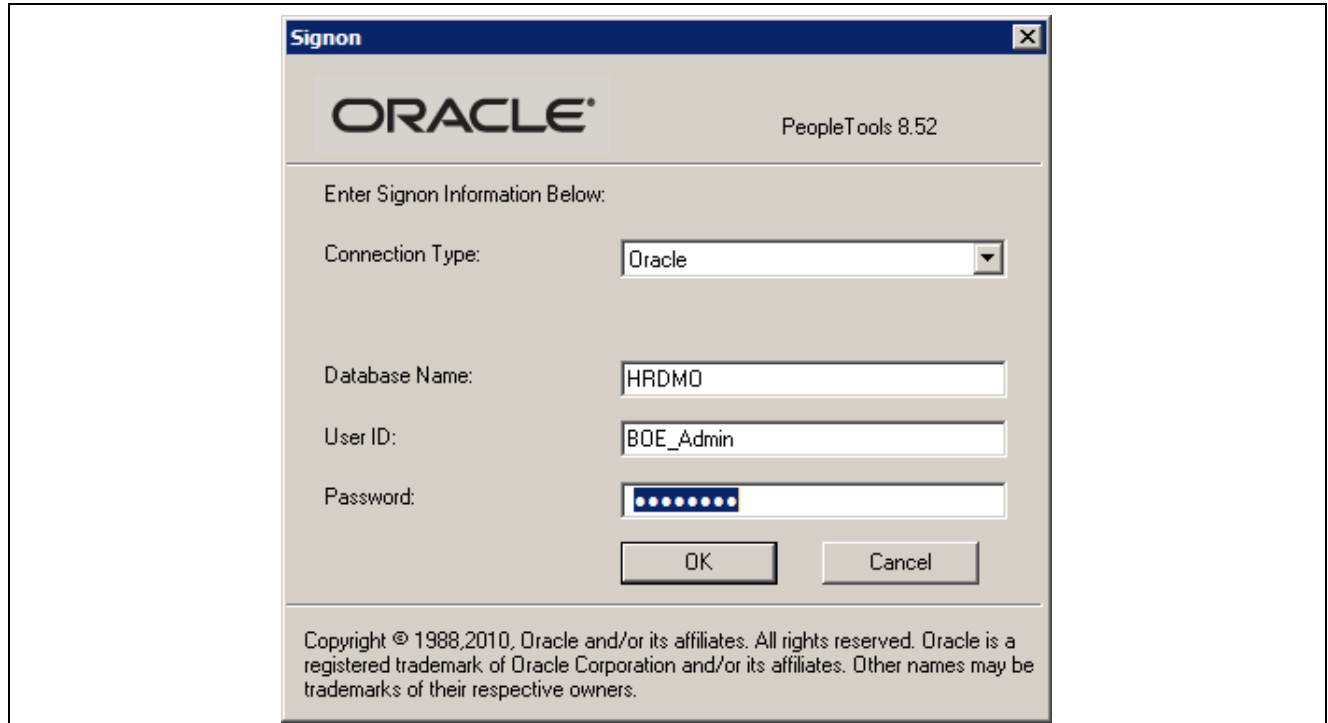 Signon
ORACLE®
PeopleTools 8.52
Enter Signon Information Below:
Connection Type:
Oracle
Database Name:
HRDMO
User ID:
BOE_Admin
Password:
••••••••
OK
Cancel
Copyright © 1988,2010, Oracle and/or its affiliates. All rights reserved. Oracle is a
registered trademark of Oracle Corporation and/or its affiliates. Other names may be
trademarks of their respective owners.